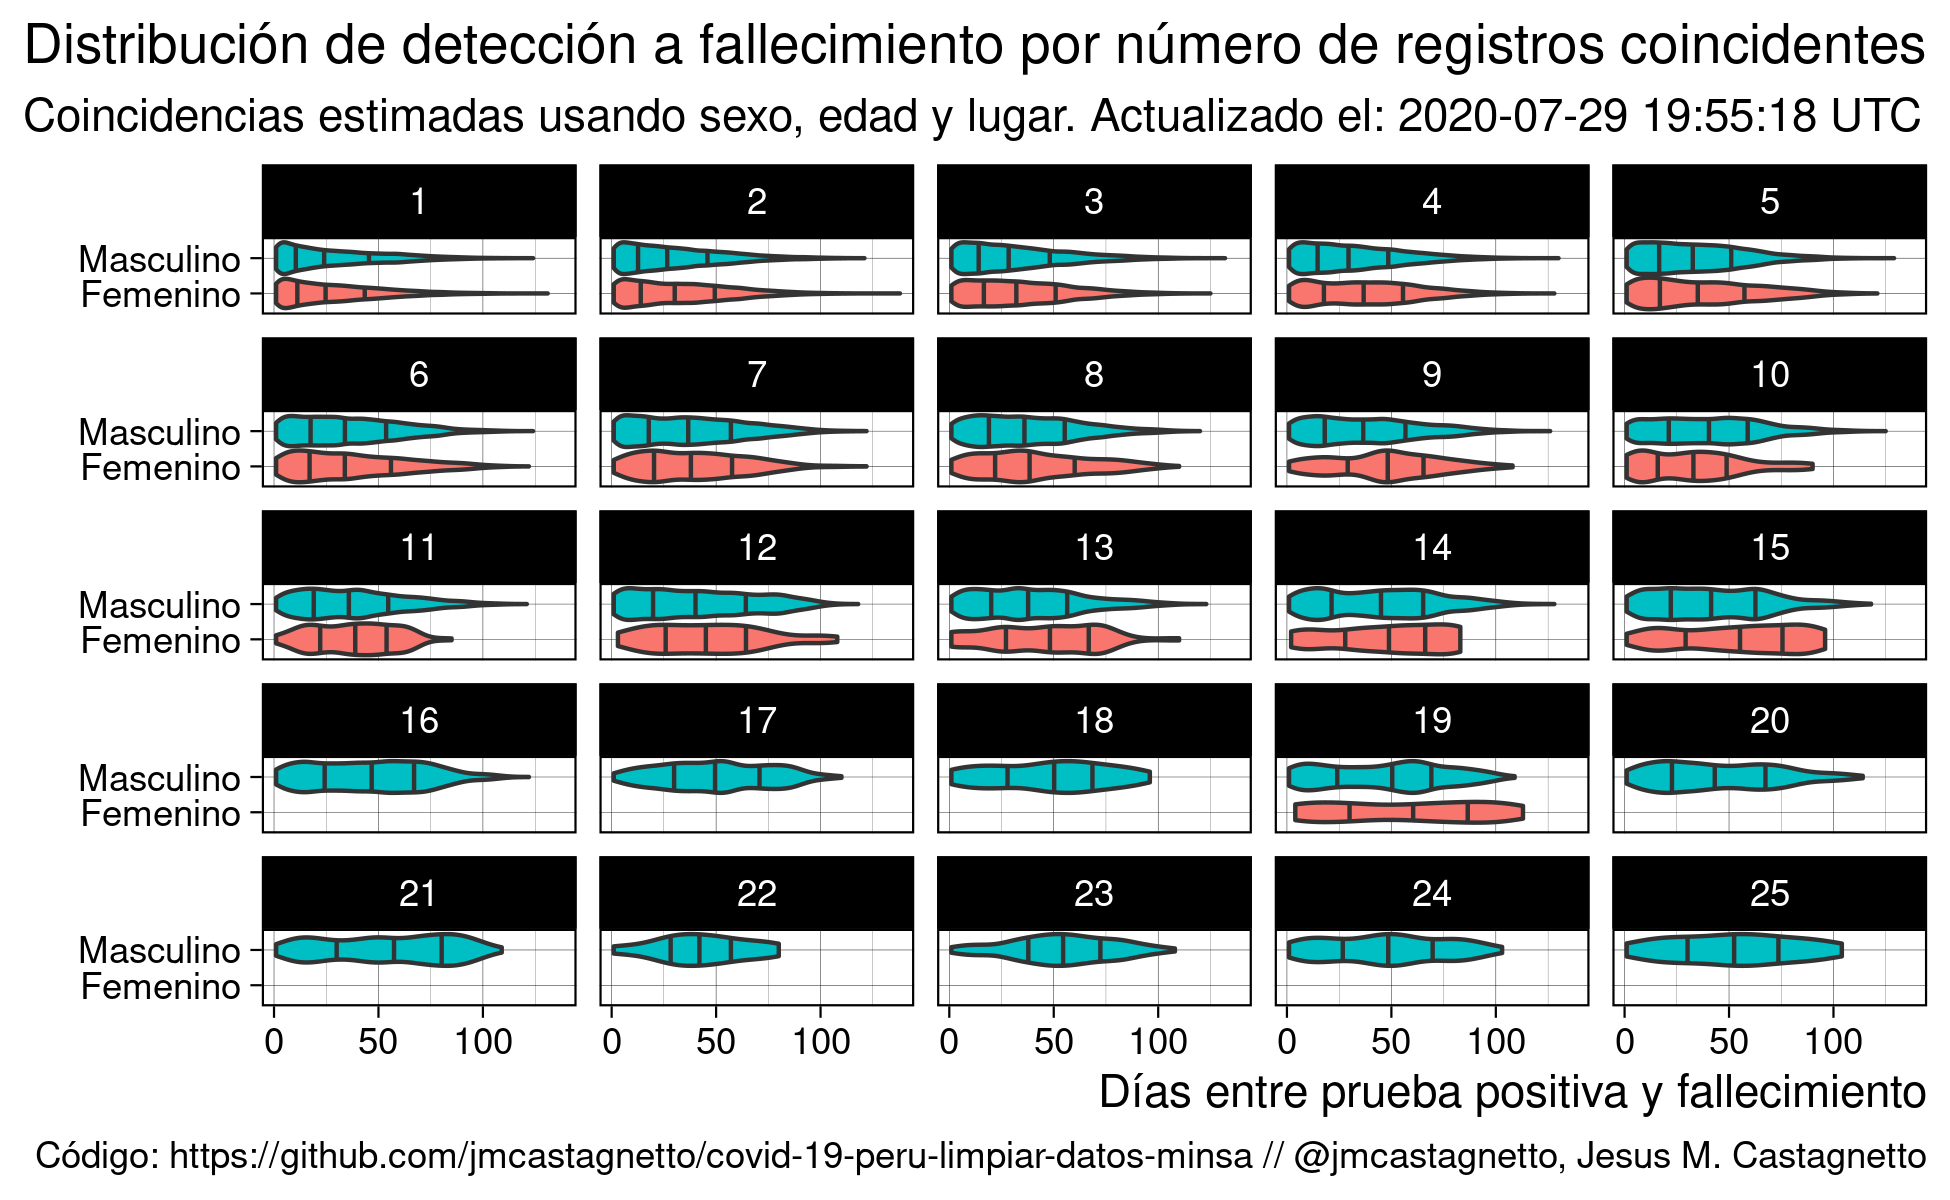 Distribución de detección a fallecimiento por número de registros coincidentes
Coincidencias estimadas usando sexo, edad y lugar. Actualizado el: 2020-07-29 19:55:18 UTC
1 2 3 4 5
Masculino
Femenino
6 7 8 9 10
Masculino
Femenino
11 12 13 14 15
Masculino
Femenino
16 17 18 19 20
Masculino
Femenino
21 22 23 24 25
Masculino
Femenino
0 50 100 0 50 100 0 50 100 0 50 100 0 50 100
Días entre prueba positiva y fallecimiento
Código: https://github.com/jmcastagnetto/covid-19-peru-limpiar-datos-minsa // @jmcastagnetto, Jesus M. Castagnetto